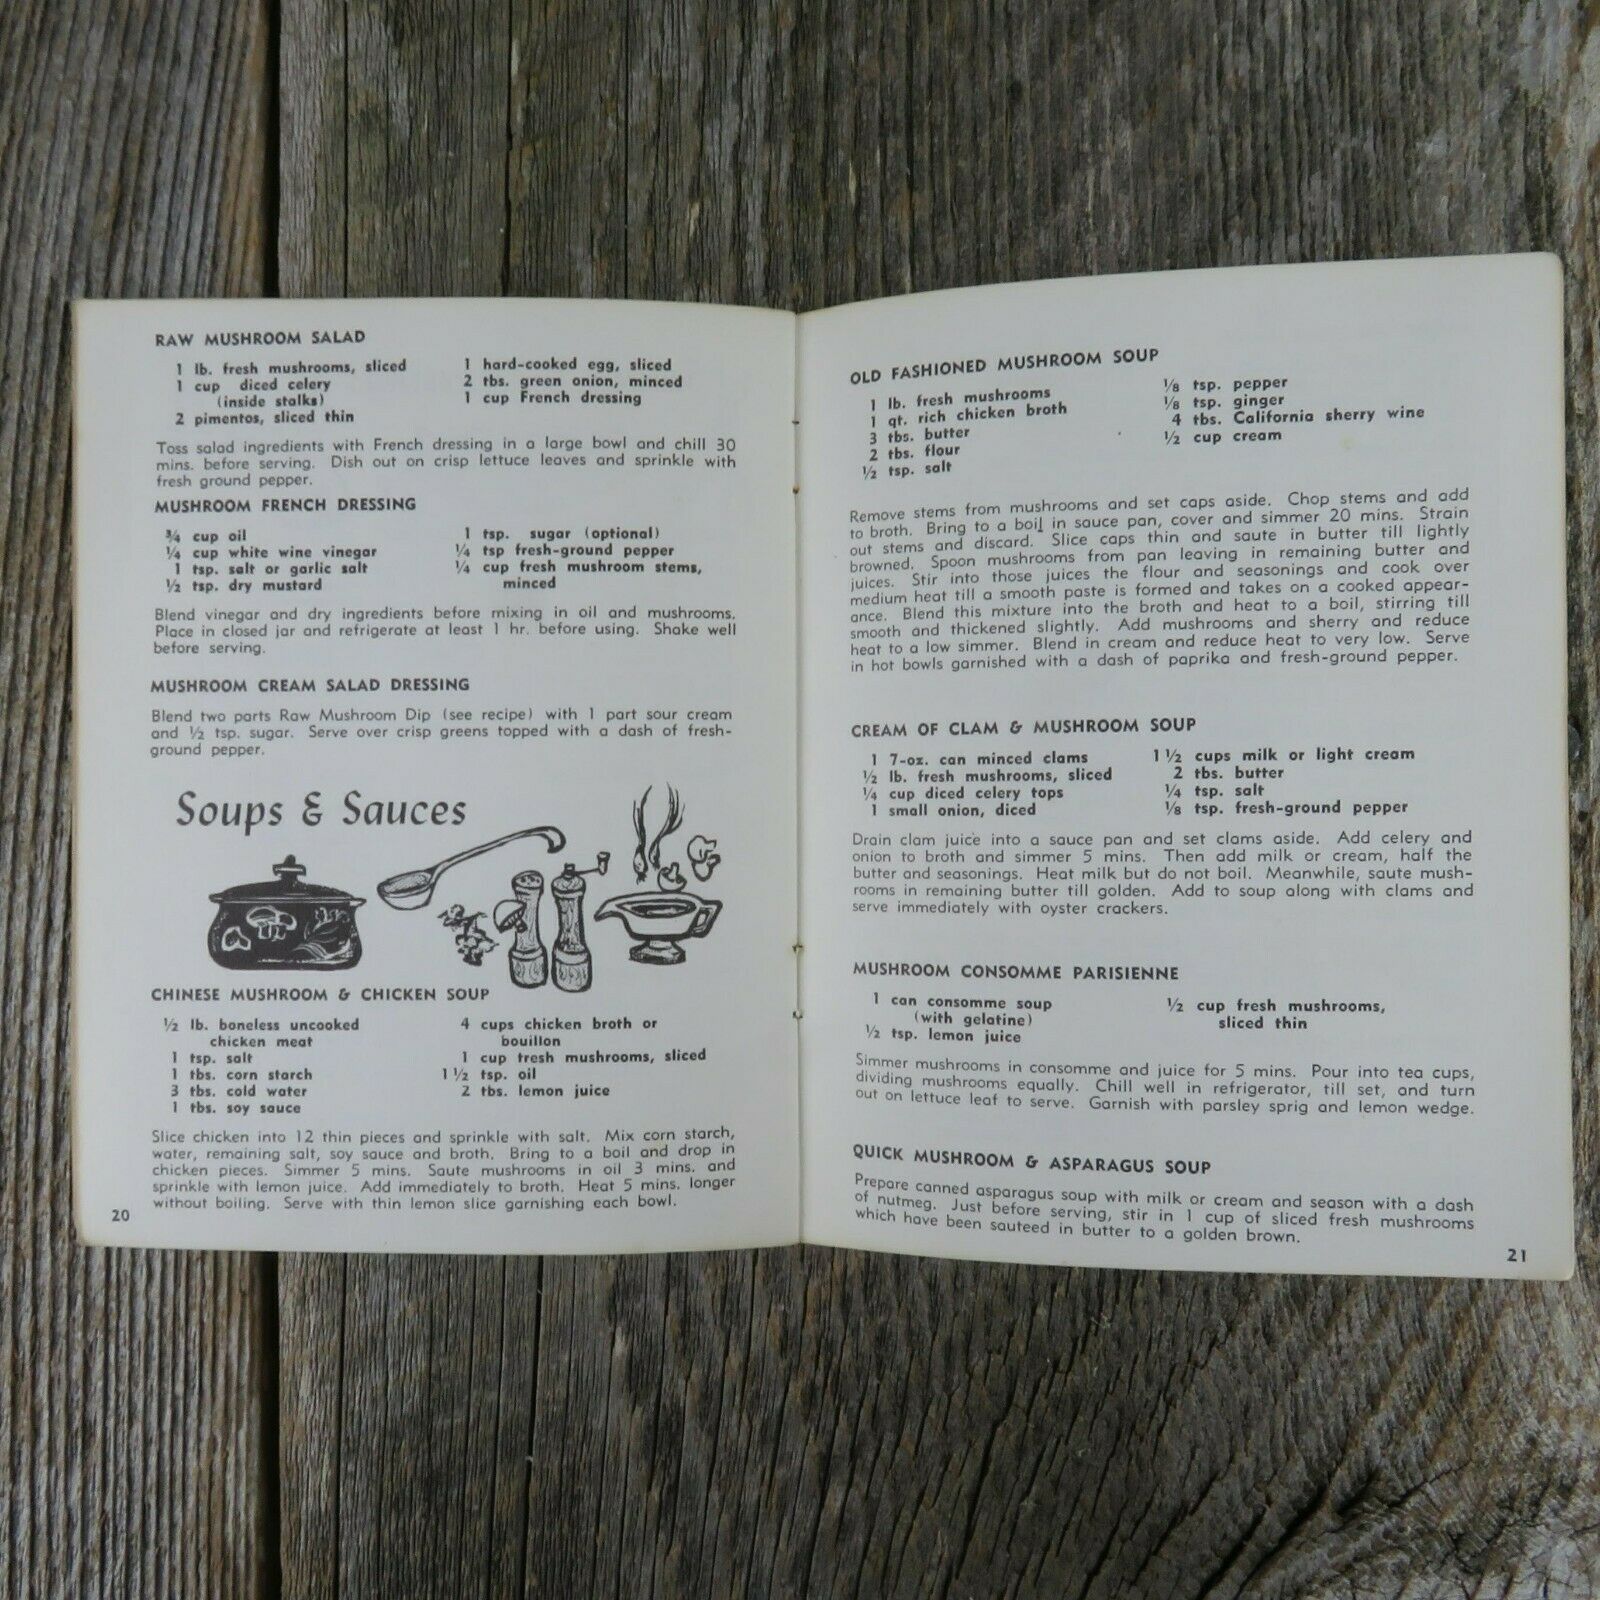 RAW MUSHROOM SALAD
1 lb. fresh mushrooms, sliced
1 cup diced celery
(inside stalks)
2 pimentos, sliced thin
1 hard-cooked egg, sliced
2 tbs. green onion, minced
1 cup French dressing
Toss salad ingredients with French dressing in a large bowl and chill 30
mins. before serving. Dish out on crisp lettuce leaves and sprinkle with
fresh ground pepper.
MUSHROOM FRENCH DRESSING
¾ cup oil
¼ cup white wine vinegar
1 tsp. salt or garlic salt
½ tsp. dry mustard
1 tsp. sugar (optional)
¼ tsp fresh-ground pepper
¼ cup fresh mushroom stems,
minced
Blend vinegar and dry ingredients before mixing in oil and mushrooms.
Place in closed jar and refrigerate at least 1 hr. before using. Shake well
before serving.
MUSHROOM CREAM SALAD DRESSING
Blend two parts Raw Mushroom Dip (see recipe) with 1 part sour cream
and ½ tsp. sugar. Serve over crisp greens topped with a dash of fresh-
ground pepper.
Soups & Sauces
CHINESE MUSHROOM & CHICKEN SOUP
½ lb. boneless uncooked
chicken meat
1 tsp. salt
1 tbs. corn starch
3 tbs. cold water
1 tbs. soy sauce
4 cups chicken broth or
bouillon
1 cup fresh mushrooms, sliced
1 ½ tsp. oil
2 tbs. lemon juice
Slice chicken into 12 thin pieces and sprinkle with salt. Mix corn starch,
water, remaining salt, soy sauce and broth. Bring to a boil and drop in
chicken pieces. Simmer 5 mins. Saute mushrooms in oil 3 mins. and
sprinkle with lemon juice. Add immediately to broth. Heat 5 mins. longer
without boiling. Serve with thin lemon slice garnishing each bowl.
20
OLD FASHIONED MUSHROOM SOUP
1 lb. fresh mushrooms
1 qt. rich chicken broth
3 tbs. butter
2 tbs. flour
½ tsp. salt
⅛ tsp. pepper
⅛ tsp. ginger
4 tbs. California sherry wine
½ cup cream
Remove stems from mushrooms and set caps aside. Chop stems and add
to broth. Bring to a boil in sauce pan, cover and simmer 20 mins. Strain
out stems and discard. Slice caps thin and saute in butter till lightly
browned. Spoon mushrooms from pan leaving in remaining butter and
juices. Stir into those juices the flour and seasonings and cook over
medium heat till a smooth paste is formed and takes on a cooked appear-
ance. Blend this mixture into the broth and heat to a boil, stirring till
smooth and thickened slightly. Add mushrooms and sherry and reduce
heat to a low simmer. Blend in cream and reduce heat to very low. Serve
in hot bowls garnished with a dash of paprika and fresh-ground pepper.
CREAM OF CLAM & MUSHROOM SOUP
1 7-oz. can minced clams
½ lb. fresh mushrooms, sliced
¼ cup diced celery tops
1 small onion, diced
1 ½ cups milk or light cream
2 tbs. butter
¼ tsp. salt
⅛ tsp. fresh-ground pepper
Drain clam juice into a sauce pan and set clams aside. Add celery and
onion to broth and simmer 5 mins. Then add milk or cream, half the
butter and seasonings. Heat milk but do not boil. Meanwhile, saute mush-
rooms in remaining butter till golden. Add to soup along with clams and
serve immediately with oyster crackers.
MUSHROOM CONSOMME PARISIENNE
1 can consomme soup
(with gelatine)
½ tsp. lemon juice
½ cup fresh mushrooms,
sliced thin
Simmer mushrooms in consomme and juice for 5 mins. Pour into tea cups,
dividing mushrooms equally. Chill well in refrigerator, till set, and turn
out on lettuce leaf to serve. Garnish with parsley sprig and lemon wedge.
QUICK MUSHROOM & ASPARAGUS SOUP
Prepare canned asparagus soup with milk or cream and season with a dash
of nutmeg. Just before serving, stir in 1 cup of sliced fresh mushrooms
which have been sauteed in butter to a golden brown.
21